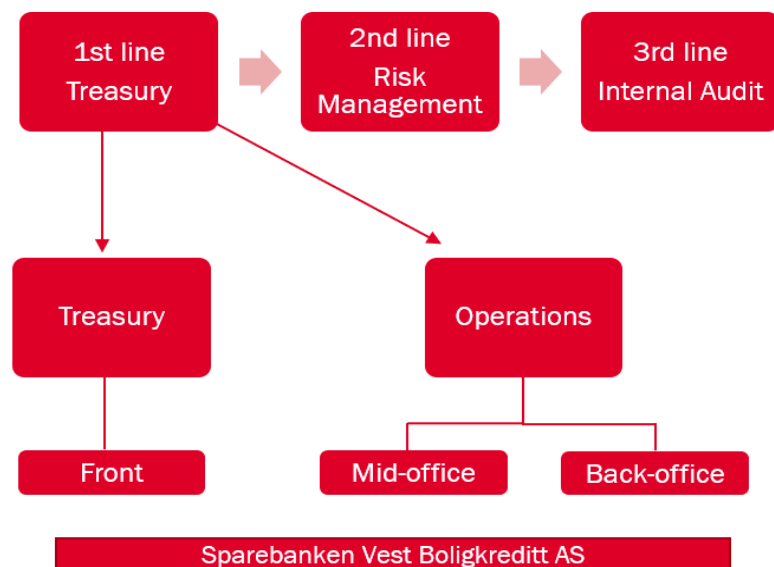 1st line
Treasury
2nd line
Risk
Management
3rd line
Internal Audit
Treasury
Operations
Front
Mid-office
Back-office
Sparebanken Vest Boligkreditt AS